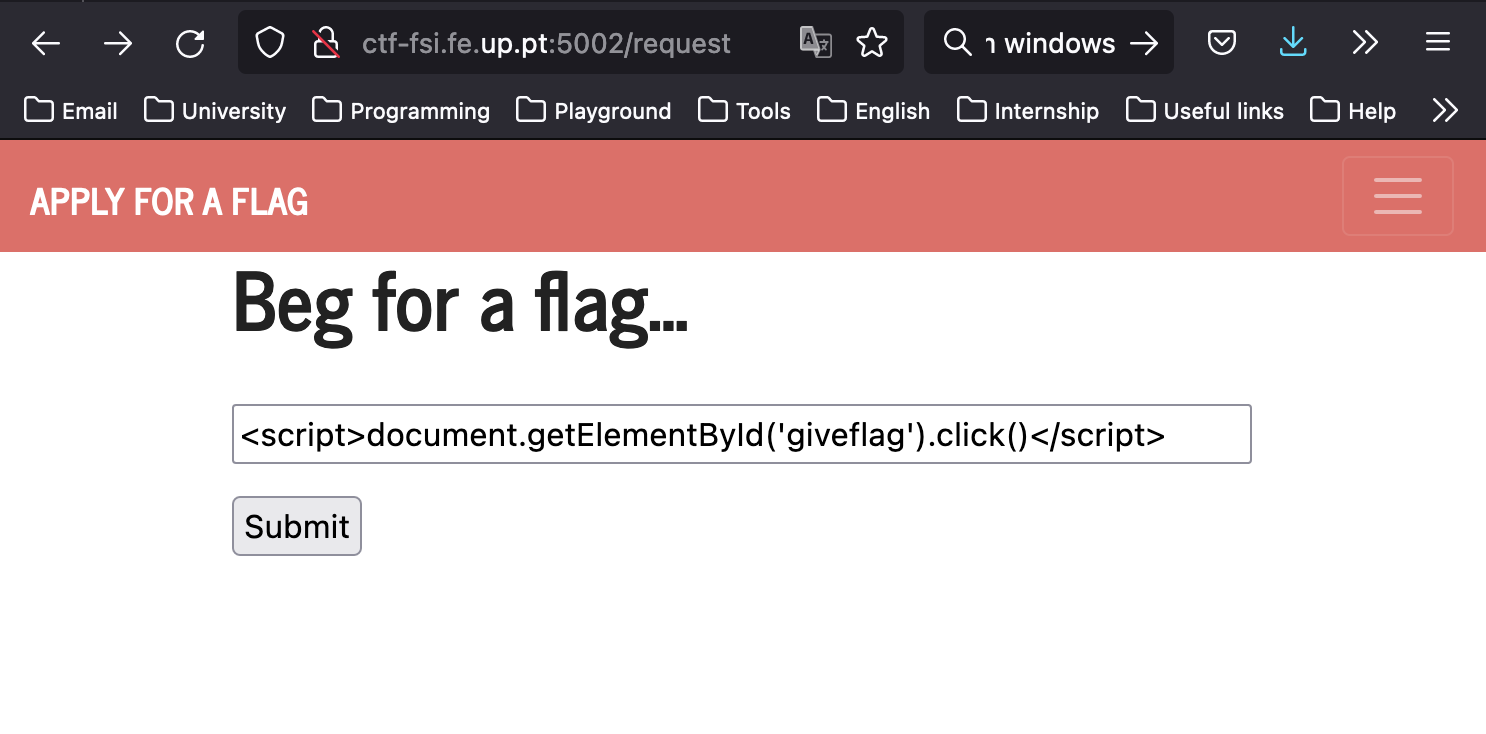 ctf-fsi.fe.up.pt:5002/request
windows
Email University Programming Playground Tools English Internship Useful links Help
APPLY FOR A FLAG
Beg for a flag...
<script>document.getElementById('giveflag').click()</script>
Submit